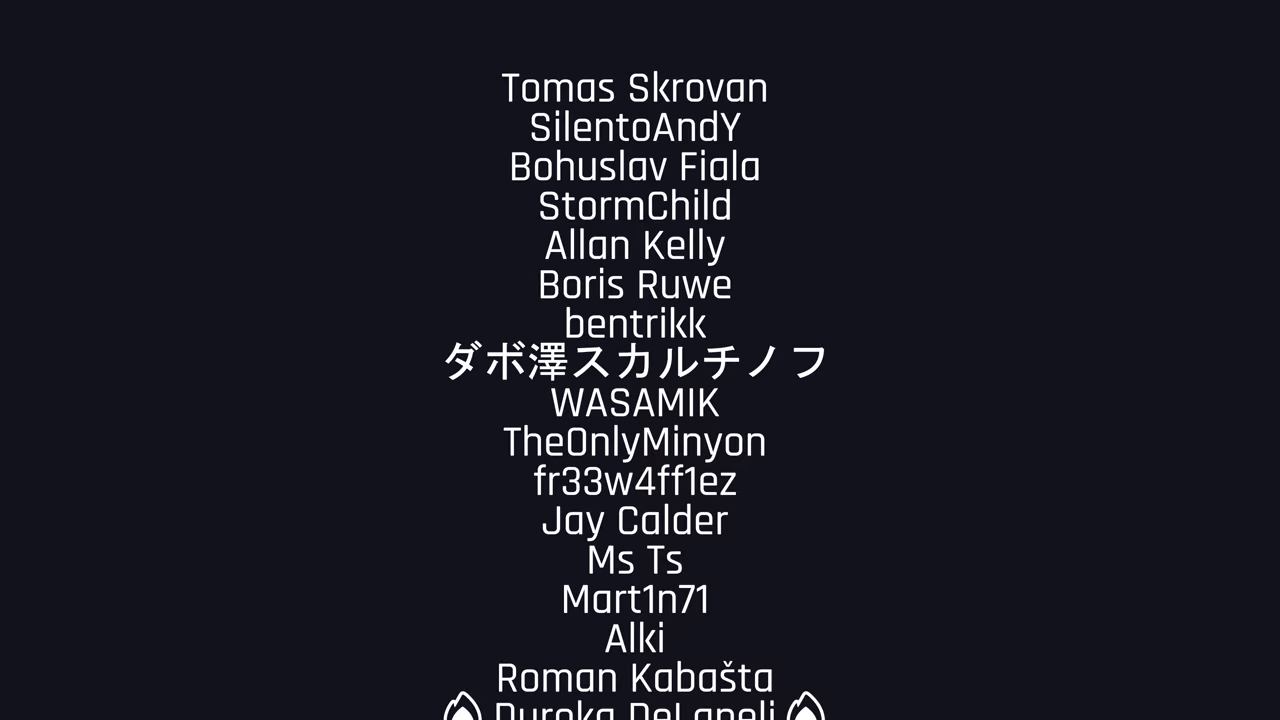 Tomas Skrovan
SilentoAndY
Bohuslav Fiala
StormChild
Allan Kelly
Boris Ruwe
bentrikk
ダボ澤スカルチノフ
WASAMIK
TheOnlyMinyon
fr33w4ff1ez
Jay Calder
Ms Ts
Mart1n71
Alki
Roman Kabašta